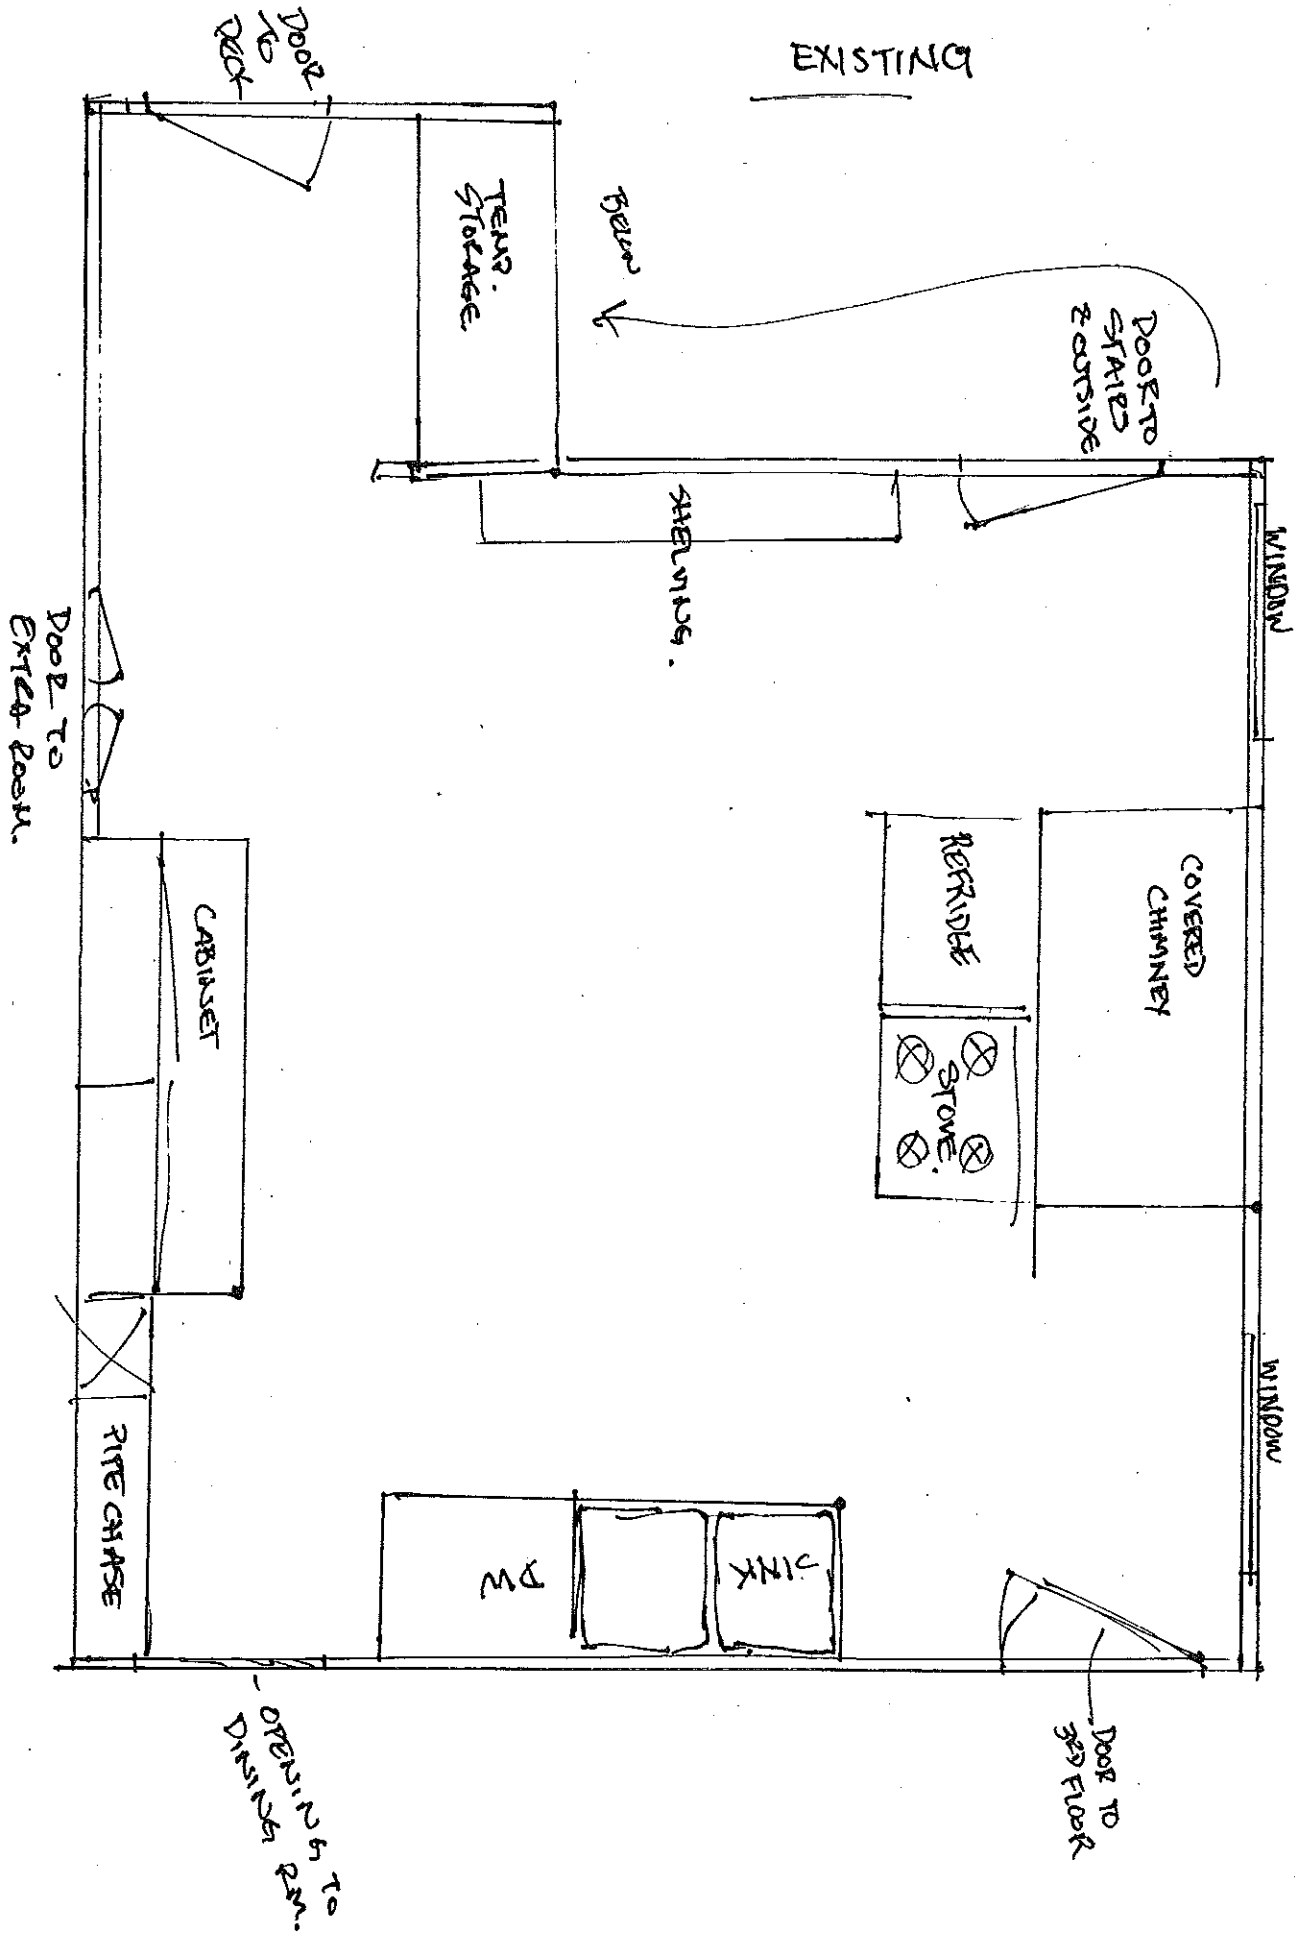 EXISTING
DOOR
TO
DECK
TEMP.
STORAGE
BELOW
DOOR TO
STAIRS
& OUTSIDE
WINDOW
SHELVING.
DOOR TO
EXTRA ROOM.
REFRIDGE
COVERED
CHIMNEY
CABINET
STOVE.
WINDOW
PIPE CHASE
DW
SINK
OPENING TO
DINING RM.
DOOR TO
3RD FLOOR